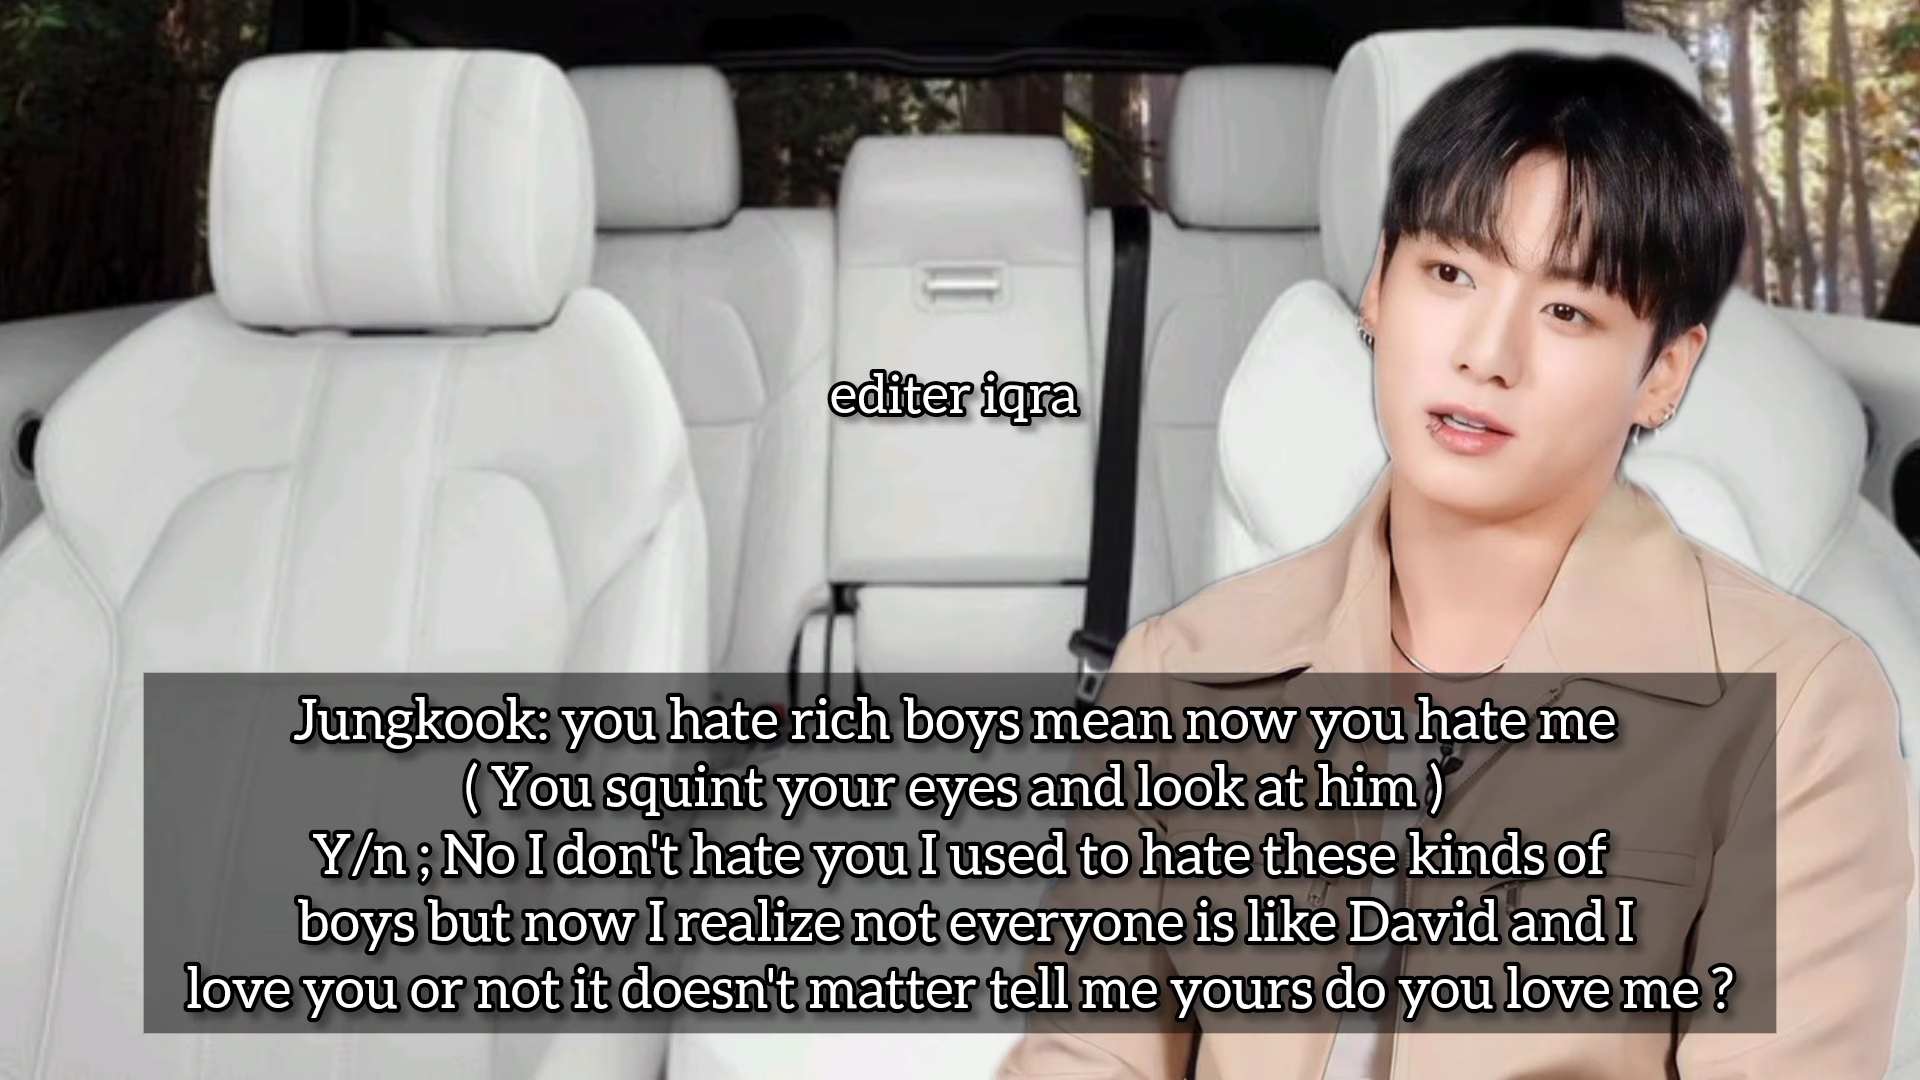 editer iqra
Jungkook: you hate rich boys mean now you hate me
( You squint your eyes and look at him )
Y/n ; No I don't hate you I used to hate these kinds of
boys but now I realize not everyone is like David and I
love you or not it doesn't matter tell me yours do you love me ?